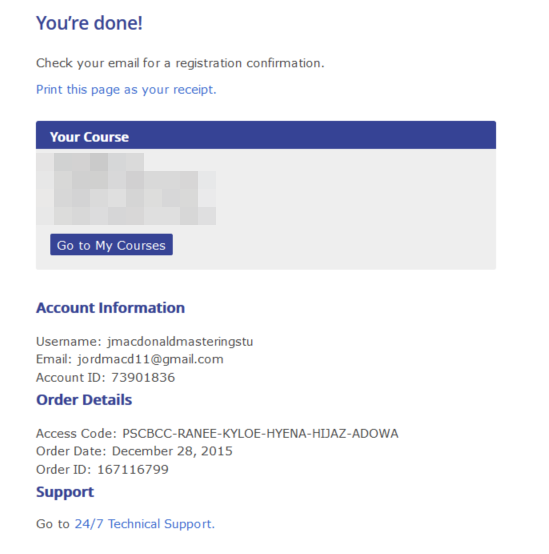 You’re done!
Check your email for a registration confirmation.
Print this page as your receipt.
Your Course
Go to My Courses
Account Information
Username: jmacdonaldmasteringstu
Email: jordmacd11@gmail.com
Account ID: 73901836
Order Details
Access Code: PSCBCC-RANEE-KYLOE-HYENA-HIJAZ-ADOWA
Order Date: December 28, 2015
Order ID: 167116799
Support
Go to 24/7 Technical Support.